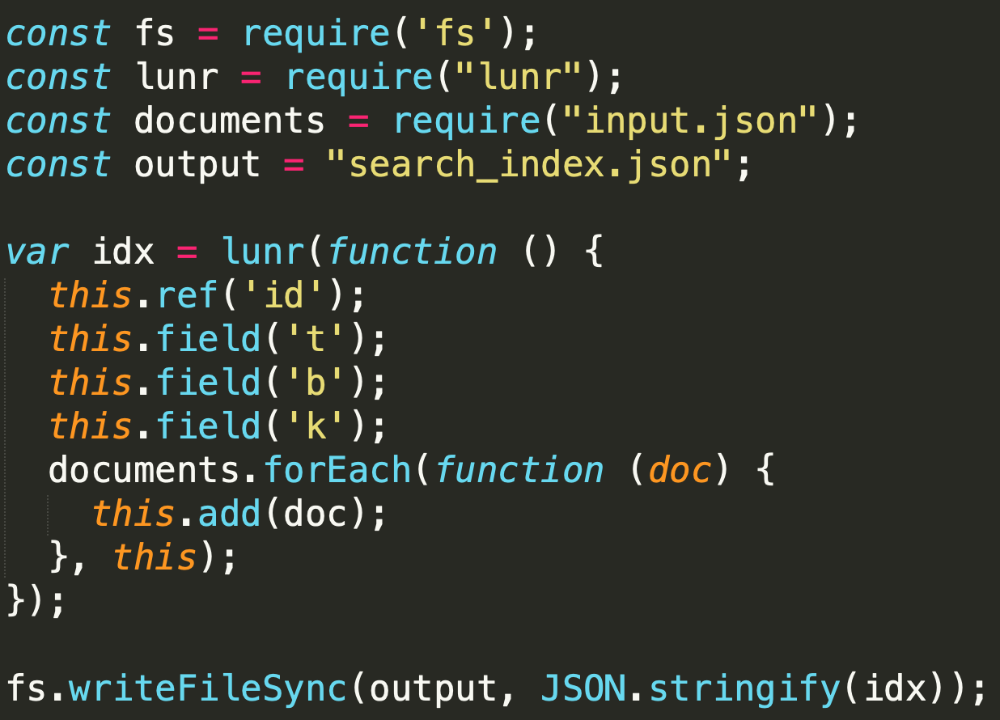 const fs = require('fs');
const lunr = require("lunr");
const documents = require("input.json");
const output = "search_index.json";

var idx = lunr(function () {
  this.ref('id');
  this.field('t');
  this.field('b');
  this.field('k');
  documents.forEach(function (doc) {
    this.add(doc);
  }, this);
});

fs.writeFileSync(output, JSON.stringify(idx));